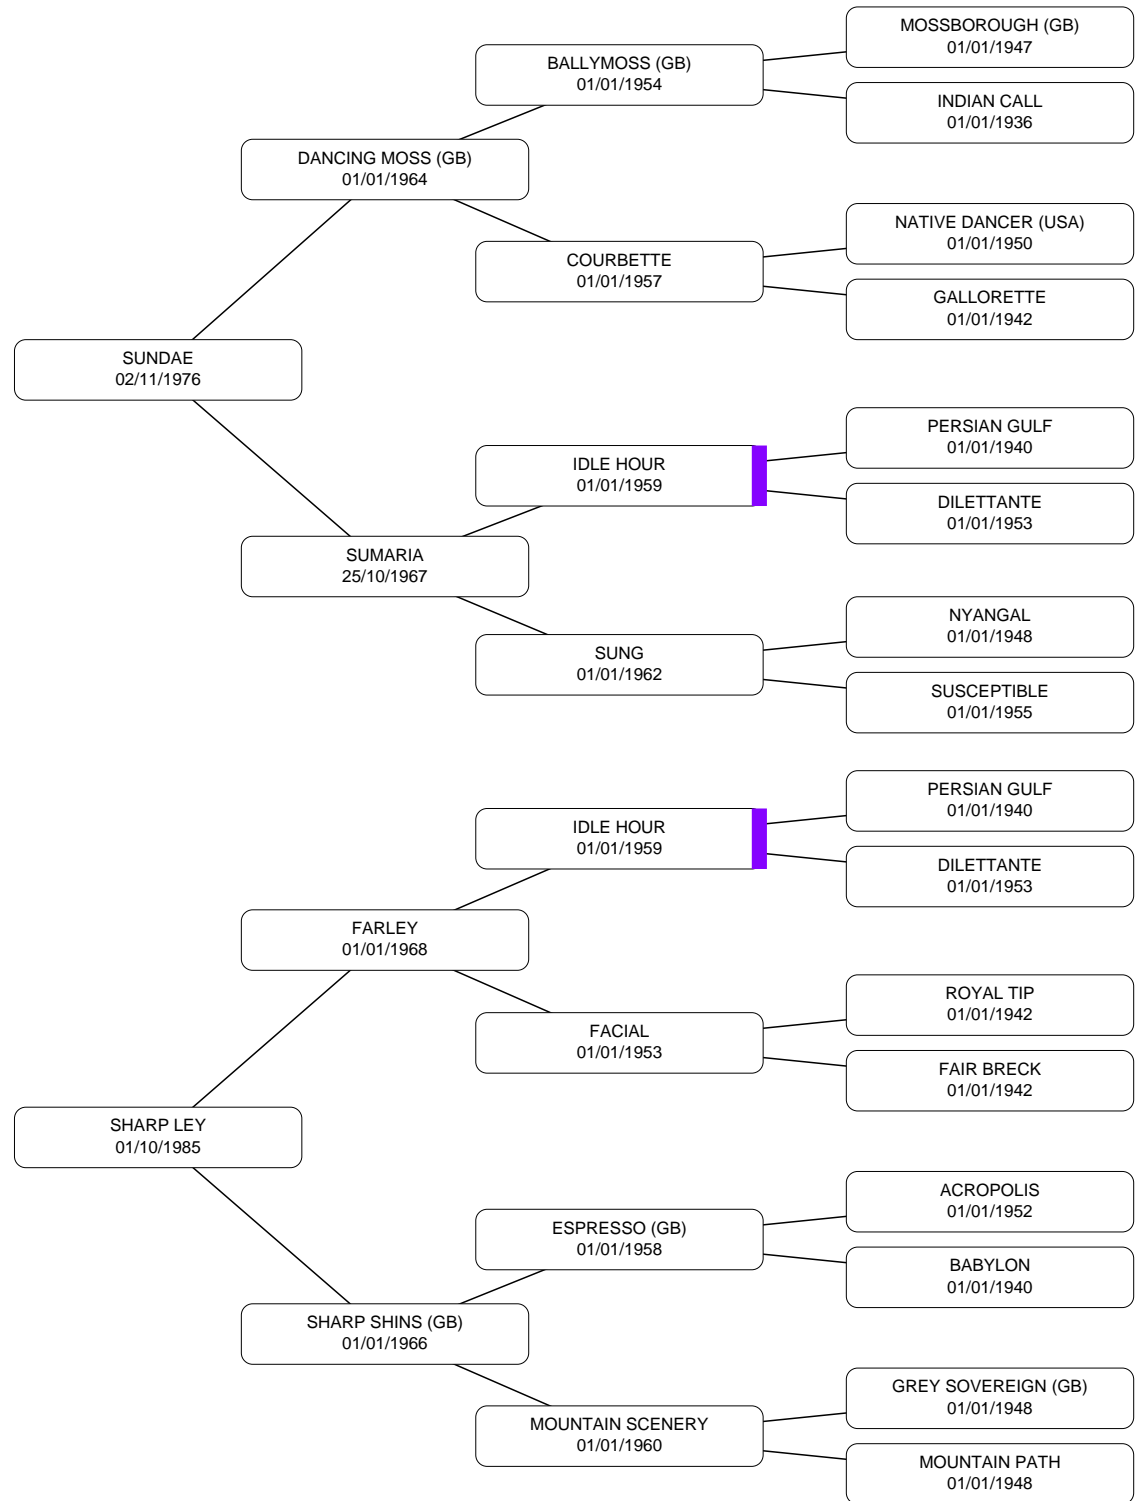 MOSSBOROUGH (GB)
01/01/1947
BALLYMOSS (GB)
01/01/1954
INDIAN CALL
01/01/1936
DANCING MOSS (GB)
01/01/1964
NATIVE DANCER (USA)
01/01/1950
COURBETTE
01/01/1957
GALLORETTE
01/01/1942
SUNDAE
02/11/1976
PERSIAN GULF
01/01/1940
IDLE HOUR
01/01/1959
DILETTANTE
01/01/1953
SUMARIA
25/10/1967
NYANGAL
01/01/1948
SUNG
01/01/1962
SUSCEPTIBLE
01/01/1955
PERSIAN GULF
01/01/1940
IDLE HOUR
01/01/1959
DILETTANTE
01/01/1953
FARLEY
01/01/1968
ROYAL TIP
01/01/1942
FACIAL
01/01/1953
FAIR BRECK
01/01/1942
SHARP LEY
01/10/1985
ACROPOLIS
01/01/1952
ESPRESSO (GB)
01/01/1958
BABYLON
01/01/1940
SHARP SHINS (GB)
01/01/1966
GREY SOVEREIGN (GB)
01/01/1948
MOUNTAIN SCENERY
01/01/1960
MOUNTAIN PATH
01/01/1948